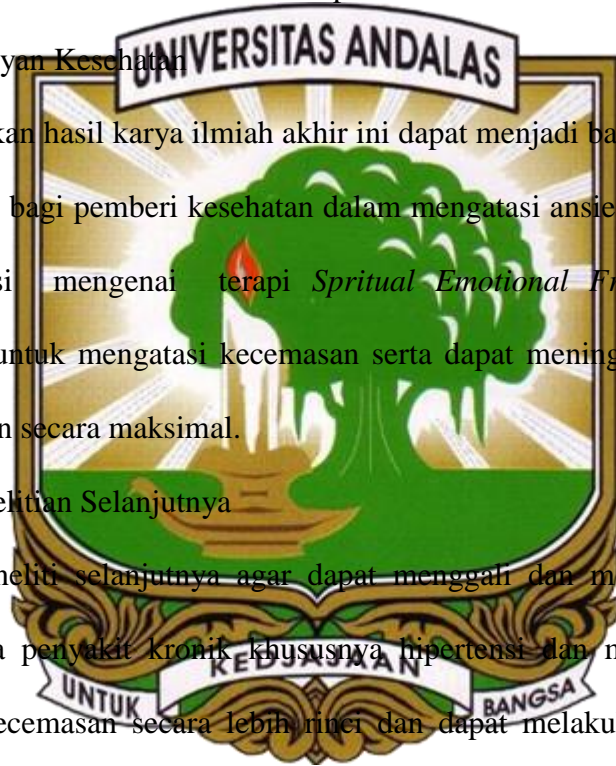 UNIVERSITAS ANDALAS
yan Kesehatan
kan hasil karya ilmiah akhir ini dapat menjadi ba
bagi pemberi kesehatan dalam mengatasi ansie
si mengenai terapi Spritual Emotional Fr
untuk mengatasi kecemasan serta dapat mening
n secara maksimal.
elitian Selanjutnya
neliti selanjutnya agar dapat menggali dan m
a penyakit kronik khususnya hipertensi dan m
KEDJAJAAN
UNTUK BANGSA
ecemasan secara lebih rinci dan dapat melaku